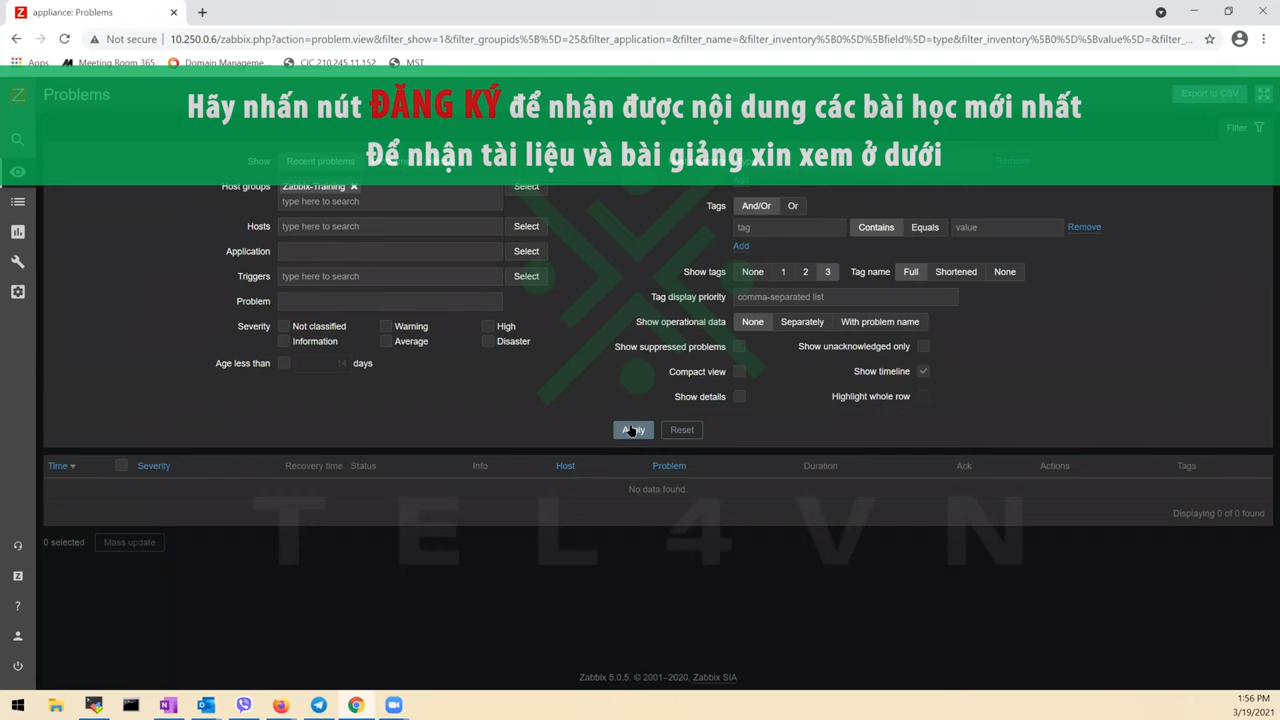 appliance: Problems
Not secure
10.250.0.6/zabbix.php?action=problem.view&filter_show=1&filter_groupids%5B%5D=25&filter_application=&filter_name=&filter_inventory%5B0%5D%5Bfield%5D=type&filter_inventory%5B0%5D%5Bvalue%5D=&filter_...
Apps
Meeting Room 365
Domain Manageme...
CIC 210.245.11.152
MST
Problems
Export to CSV
Hãy nhấn nút ĐĂNG KÝ để nhận được nội dung các bài học mới nhất
Filter
Để nhận tài liệu và bài giảng xin xem ở dưới
Show
Recent problems
Remove
Host groups
Zabbix-Training
type here to search
Select
Hosts
type here to search
Select
Application
Select
Triggers
type here to search
Select
Problem
Severity
Not classified
Warning
High
Information
Average
Disaster
Age less than
14
days
Tags
And/Or
Or
tag
Contains
Equals
value
Remove
Add
Show tags
None
1
2
3
Tag name
Full
Shortened
None
Tag display priority
comma-separated list
Show operational data
None
Separately
With problem name
Show suppressed problems
Show unacknowledged only
Compact view
Show timeline
Show details
Highlight whole row
Reset
Time
Severity
Recovery time
Status
Info
Host
Problem
Duration
Ack
Actions
Tags
No data found.
Displaying 0 of 0 found
TEL4VN
0 selected
Mass update
Zabbix 5.0.5. © 2001–2020, Zabbix SIA
1:56 PM
3/19/2021